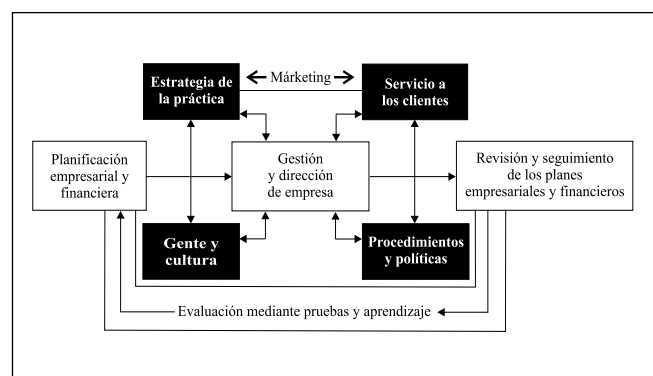 Estrategia de
la práctica
Márketing
Servicio a
los clientes
Planificación
empresarial y
financiera
Gestión
y dirección
de empresa
Revisión y seguimiento
de los planes
empresariales y financieros
Gente y
cultura
Procedimientos
y políticas
Evaluación mediante pruebas y aprendizaje